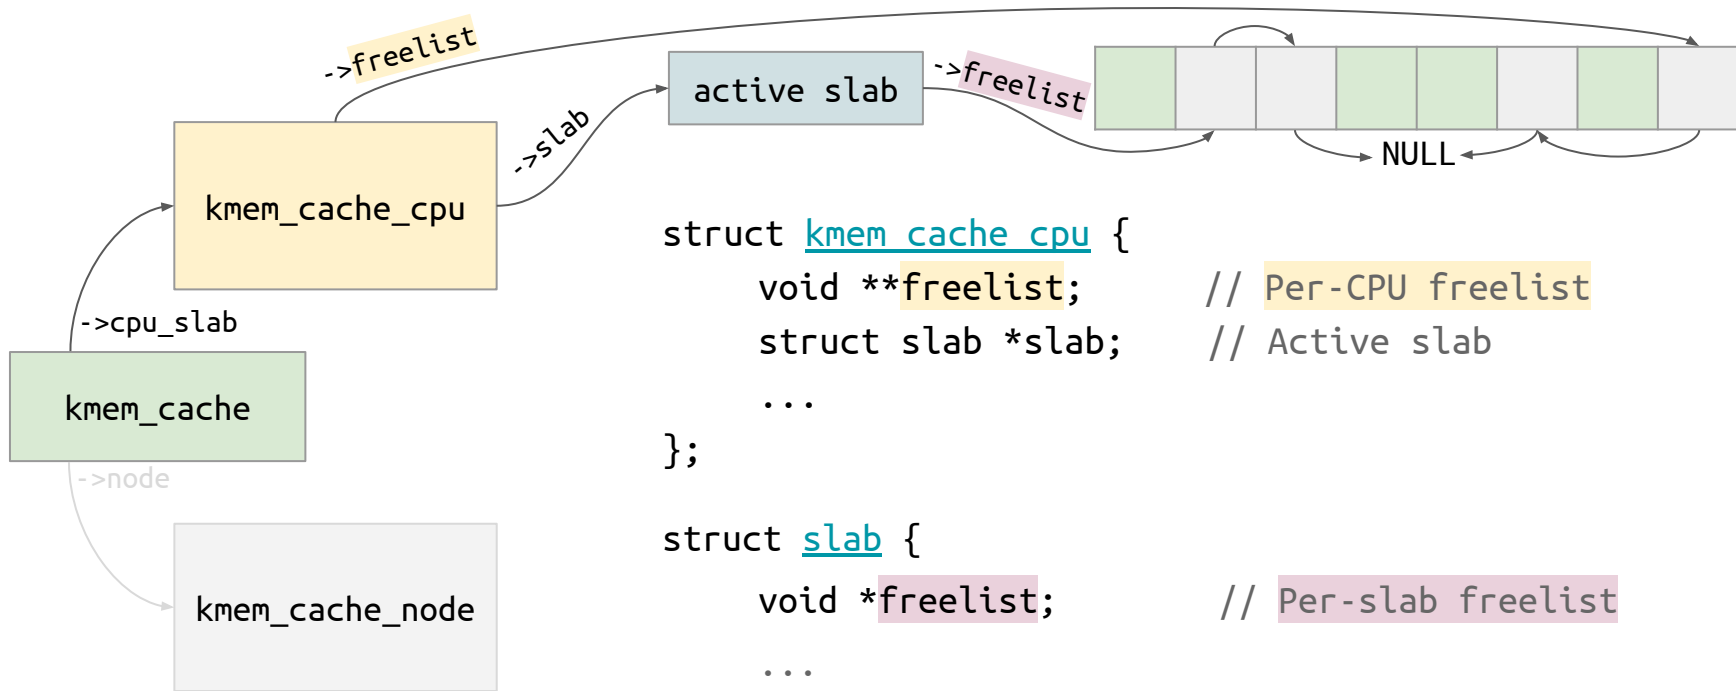 ->freelist
active slab
->freelist
->slab
NULL
kmem_cache_cpu
->cpu_slab
kmem_cache
->node
kmem_cache_node
struct kmem_cache_cpu {
void **freelist; // Per-CPU freelist
struct slab *slab; // Active slab
...
};
struct slab {
void *freelist; // Per-slab freelist
...